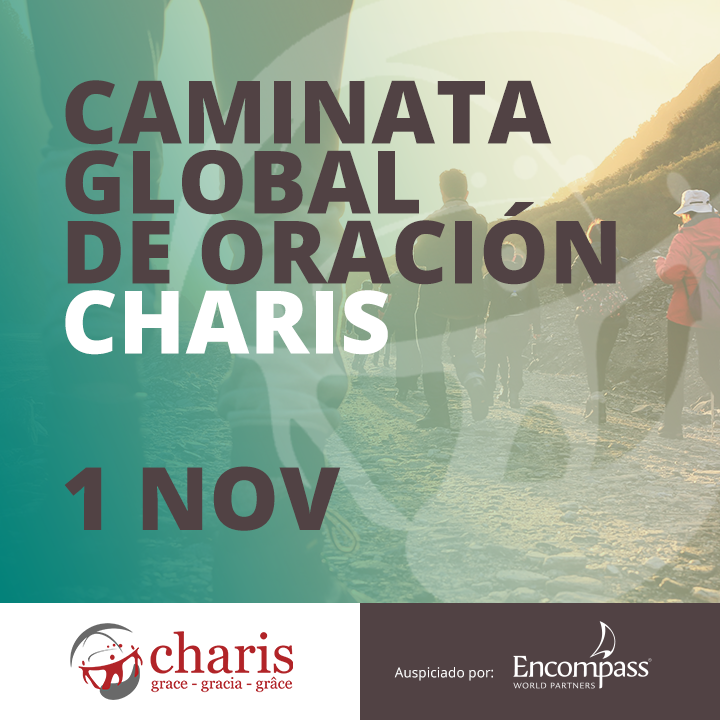 CAMINATA
GLOBAL
DE ORACIÓN
CHARIS
1 NOV
charis
grace - gracia - grâce
Auspiciado por:
Encompass®
WORLD PARTNERS